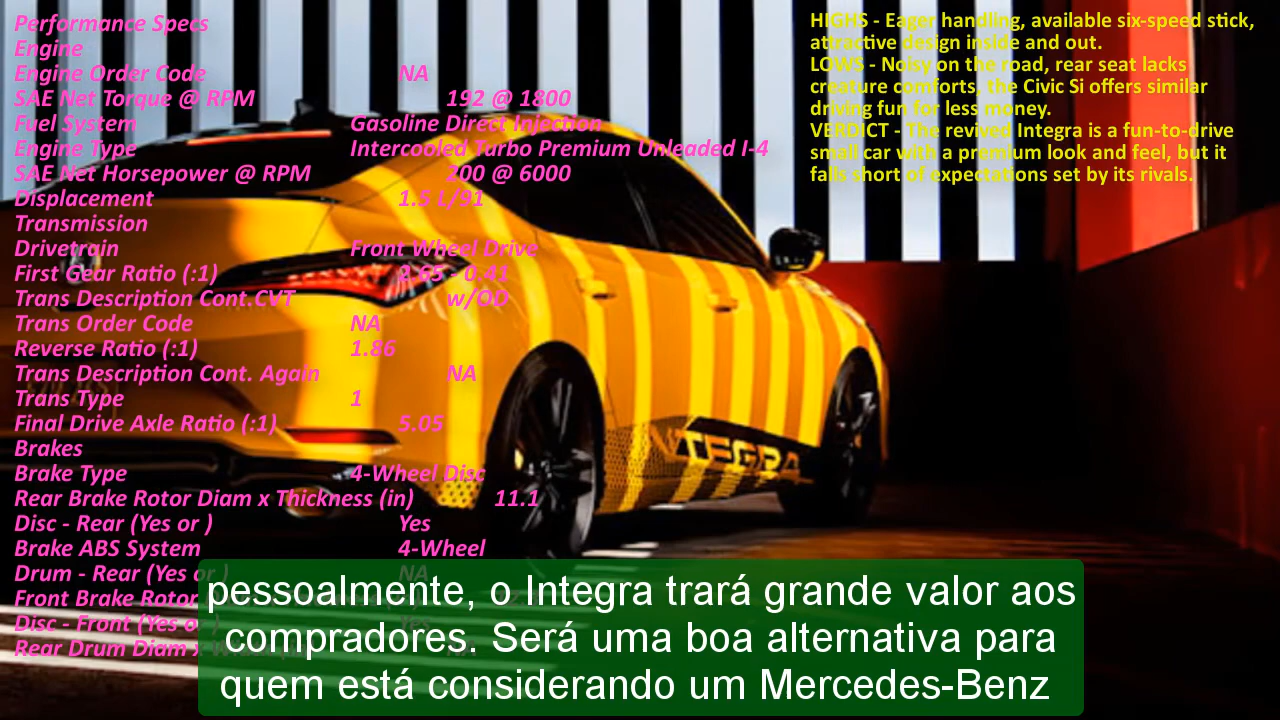 Performance Specs
Engine
Engine Order Code NA
SAE Net Torque @ RPM 192 @ 1800
Fuel System Gasoline Direct Injection
Engine Type Intercooled Turbo Premium Unleaded I-4
SAE Net Horsepower @ RPM 200 @ 6000
Displacement 1.5 L/91
Transmission
Drivetrain Front Wheel Drive
First Gear Ratio (:1) 2.65 - 0.41
Trans Description Cont.CVT w/OD
Trans Order Code NA
Reverse Ratio (:1) 1.86
Trans Description Cont. Again NA
Trans Type 1
Final Drive Axle Ratio (:1) 5.05
Brakes
Brake Type 4-Wheel Disc
Rear Brake Rotor Diam x Thickness (in) 11.1
Disc - Rear (Yes or ) Yes
Brake ABS System 4-Wheel
Drum - Rear (Yes or ) NA
Front Brake Rotor
Disc - Front (Yes or Yes
Rear Drum Diam x
HIGHS - Eager handling, available six-speed stick,
attractive design inside and out.
LOWS - Noisy on the road, rear seat lacks
creature comforts, the Civic Si offers similar
driving fun for less money.
VERDICT - The revived Integra is a fun-to-drive
small car with a premium look and feel, but it
falls short of expectations set by its rivals.
INTEGRA
pessoalmente, o Integra trará grande valor aos
compradores. Será uma boa alternativa para
quem está considerando um Mercedes-Benz